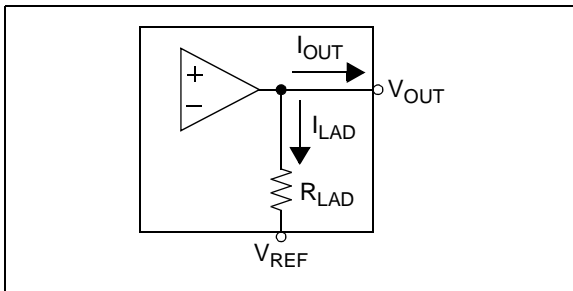 I_OUT
+
−
V_OUT
I_LAD
R_LAD
V_REF